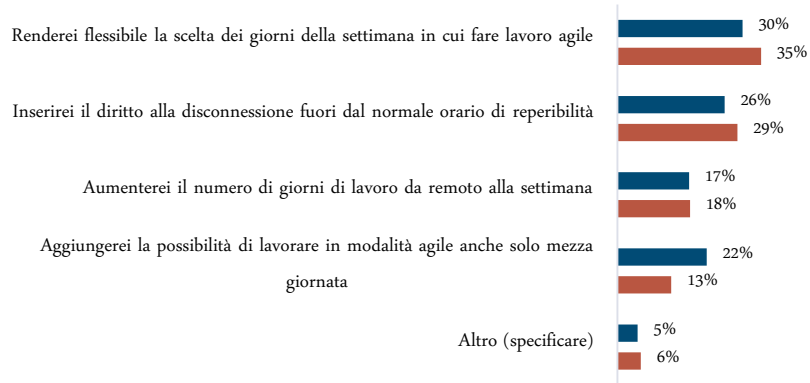 Renderei flessibile la scelta dei giorni della settimana in cui fare lavoro agile
30%
35%
Inserirei il diritto alla disconnessione fuori dal normale orario di reperibilità
26%
29%
Aumenterei il numero di giorni di lavoro da remoto alla settimana
17%
18%
Aggiungerei la possibilità di lavorare in modalità agile anche solo mezza
giornata
22%
13%
Altro (specificare)
5%
6%